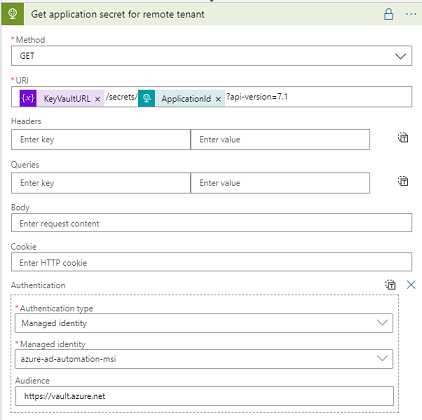 Get application secret for remote tenant
* Method
GET
* URI
{x} KeyVaultURL × /secrets/ ApplicationId × ?api-version=7.1
Headers
Enter key Enter value
Queries
Enter key Enter value
Body
Enter request content
Cookie
Enter HTTP cookie
Authentication
* Authentication type
Managed identity
* Managed identity
azure-ad-automation-msi
Audience
https://vault.azure.net